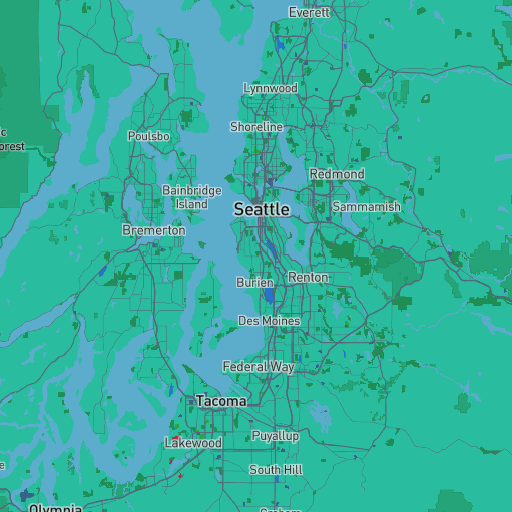 Everett
Lynnwood
Shoreline
Poulsbo
orest
Redmond
Bainbridge
Island
Seattle
Sammamish
Bremerton
Burien
Renton
Des Moines
Federal Way
Tacoma
Puyallup
Lakewood
South Hill
Olympia
Graham